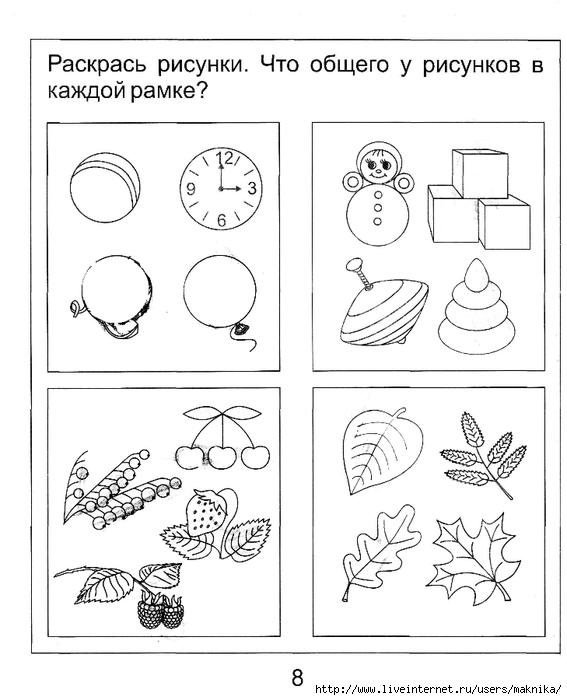 Раскрась рисунки. Что общего у рисунков в
каждой рамке?
12
9 3
6
8
http://www.liveinternet.ru/users/maknika/